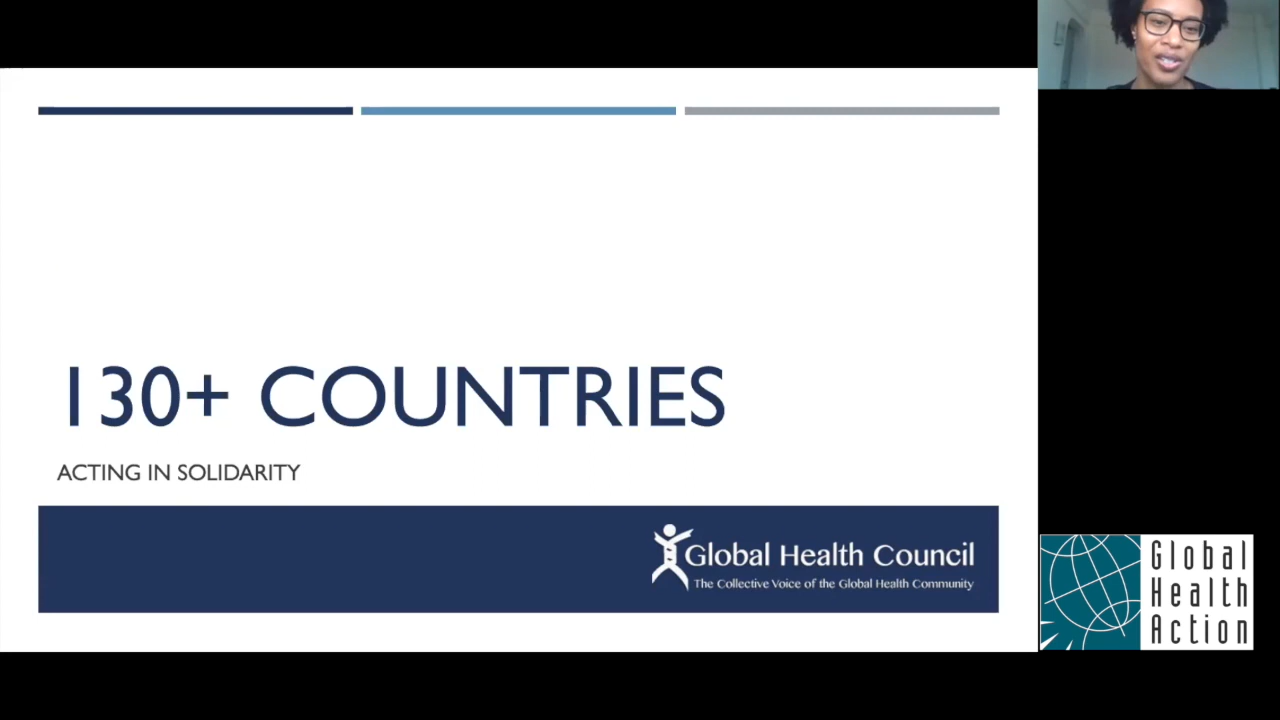 130+ COUNTRIES
ACTING IN SOLIDARITY
Global Health Council
The Collective Voice of the Global Health Community
Global
Health
Action